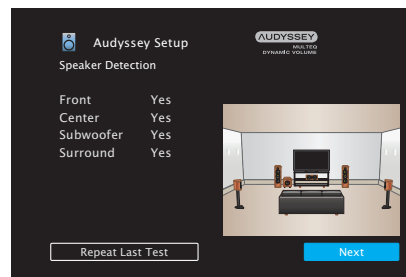 Audyssey Setup
AUDYSSEY
MULTEQ
DYNAMIC VOLUME
Speaker Detection
Front Yes
Center Yes
Subwoofer Yes
Surround Yes
Repeat Last Test
Next